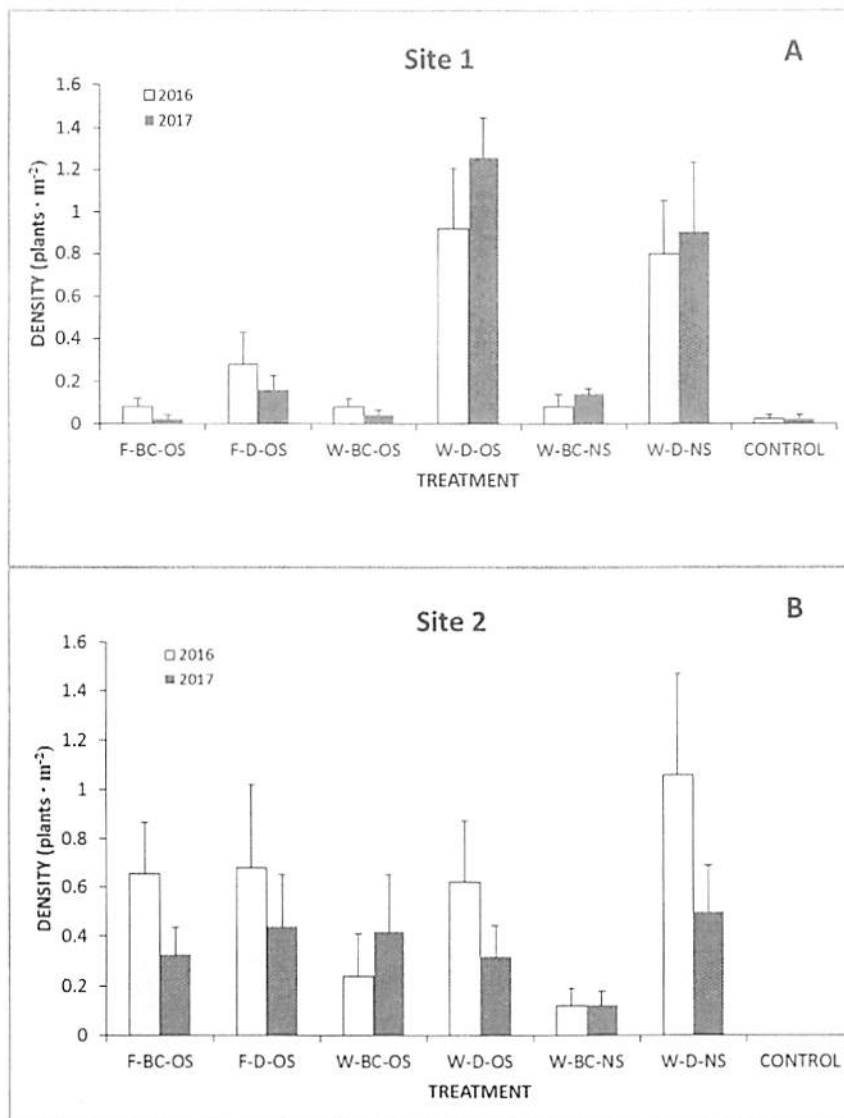 Site 1
A
1.6
1.4
1.2
1
0.8
0.6
0.4
0.2
0
DENSITY (plants · m⁻²)
2016
2017
F-BC-OS F-D-OS W-BC-OS W-D-OS W-BC-NS W-D-NS CONTROL
TREATMENT
Site 2
B
1.6
1.4
1.2
1
0.8
0.6
0.4
0.2
0
DENSITY (plants · m⁻²)
2016
2017
F-BC-OS F-D-OS W-BC-OS W-D-OS W-BC-NS W-D-NS CONTROL
TREATMENT